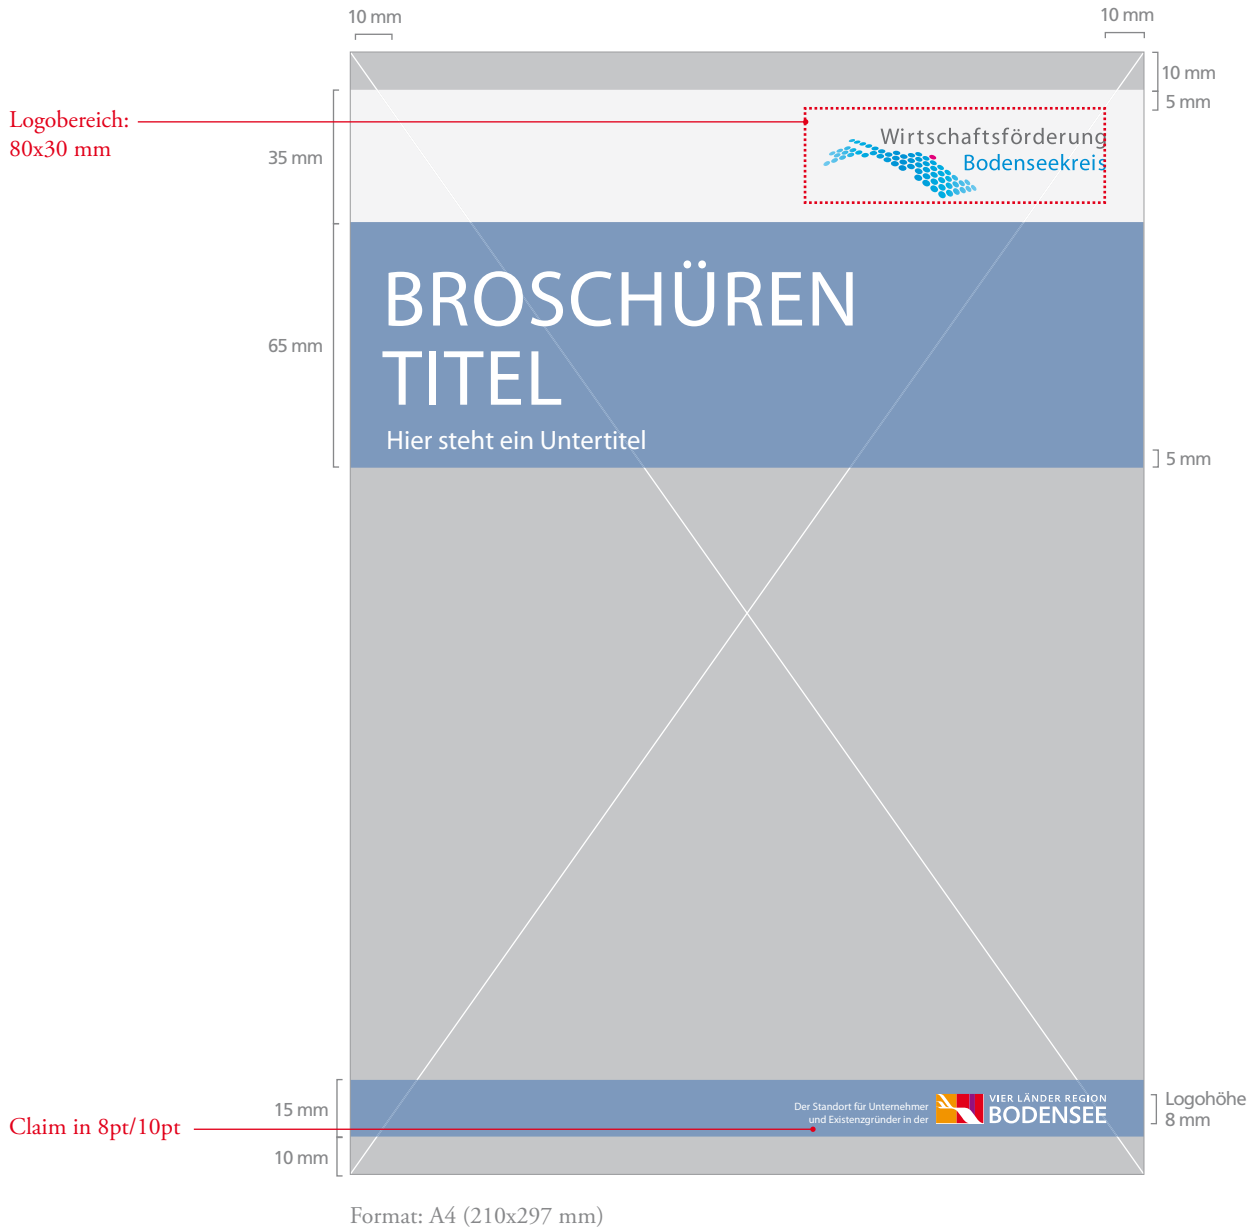 10 mm
10 mm
10 mm
5 mm
Logobereich:
80x30 mm
35 mm
Wirtschaftsförderung
Bodenseekreis
BROSCHÜREN
TITEL
Hier steht ein Untertitel
65 mm
5 mm
15 mm
Claim in 8pt/10pt
10 mm
Der Standort für Unternehmer
und Existenzgründer in der
VIER LÄNDER REGION
BODENSEE
Logohöhe
8 mm
Format: A4 (210x297 mm)